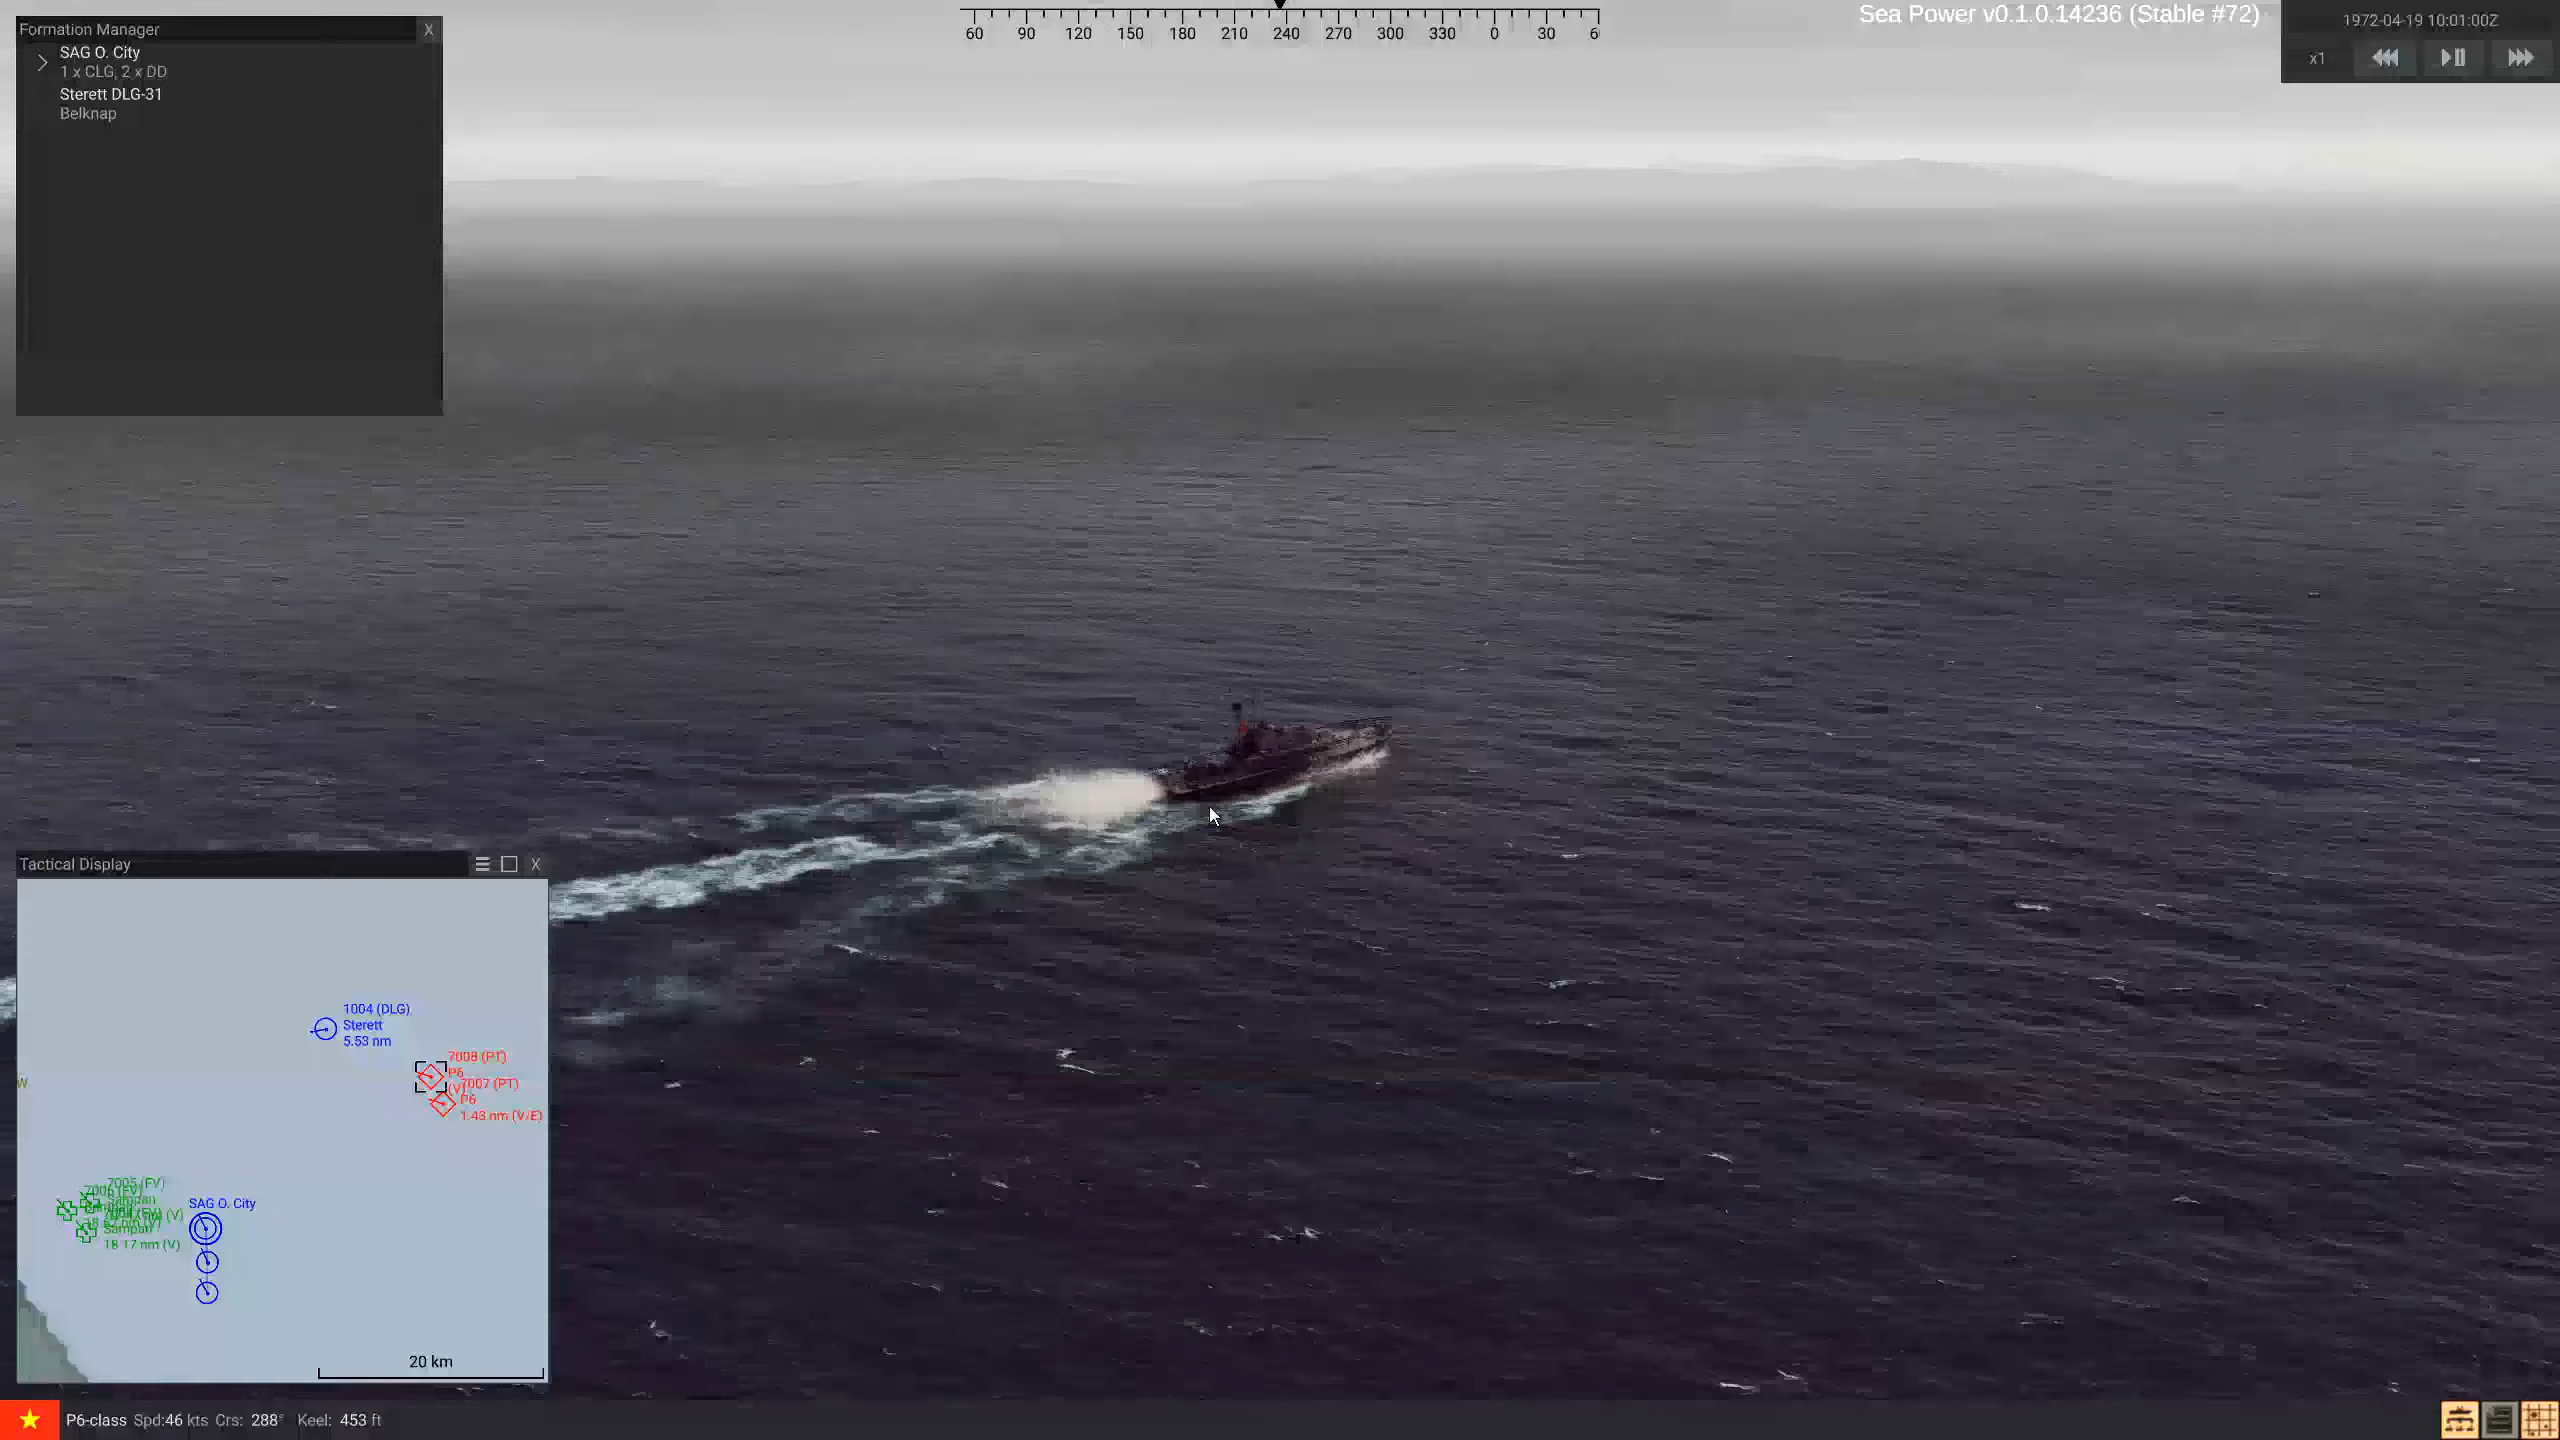 Formation Manager
X
SAG O. City
1 x CLG, 2 x DD
Sterett DLG-31
Belknap
60 90 120 150 180 210 240 270 300 330 0 30 6
Sea Power v0.1.0.14236 (Stable #72)
1972-04-19 10:01:00Z
x1
Tactical Display
X
1004 (DLG)
Sterett
5.53 nm
7008 (PT)
P6
(V)
7007 (PT)
P6
1.43 nm (V/E)
W
7005 (FV)
Sampan
Sampan
18.17 nm (V)
SAG O. City
20 km
P6-class Spd:46 kts Crs: 288° Keel: 453 ft